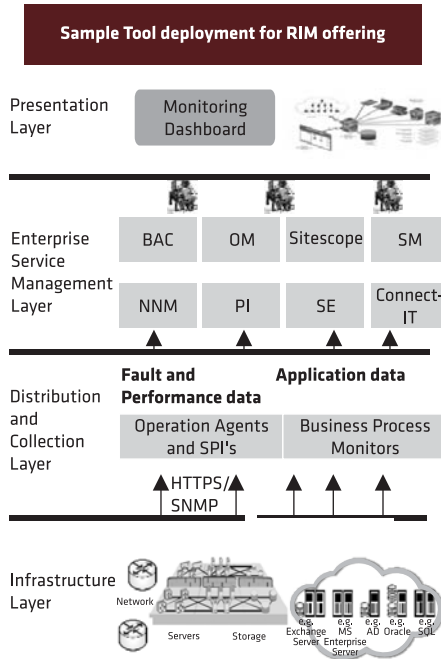 Sample Tool deployment for RIM offering
Presentation
Layer
Monitoring
Dashboard
Enterprise
Service
Management
Layer
BAC
OM
Sitescope
SM
NNM
PI
SE
Connect-
IT
Distribution
and
Collection
Layer
Fault and
Performance data
Application data
Operation Agents
and SPI's
Business Process
Monitors
HTTPS/
SNMP
Infrastructure
Layer
Network
Servers
Storage
e.g.
Exchange
Server
e.g.
MS
Enterprise
Server
e.g.
AD
e.g.
Oracle
e.g.
SQL